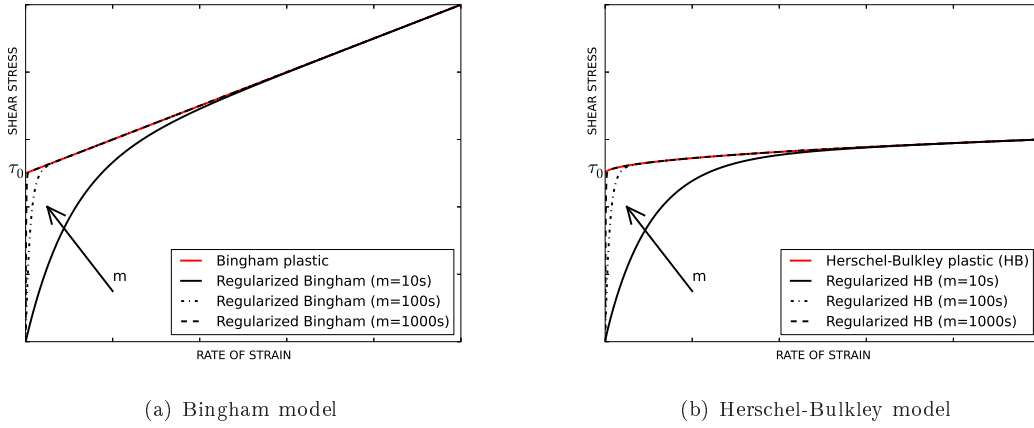 SHEAR STRESS
τ0
m
Bingham plastic
Regularized Bingham (m=10s)
Regularized Bingham (m=100s)
Regularized Bingham (m=1000s)
RATE OF STRAIN
(a) Bingham model
SHEAR STRESS
τ0
m
Herschel-Bulkley plastic (HB)
Regularized HB (m=10s)
Regularized HB (m=100s)
Regularized HB (m=1000s)
RATE OF STRAIN
(b) Herschel-Bulkley model